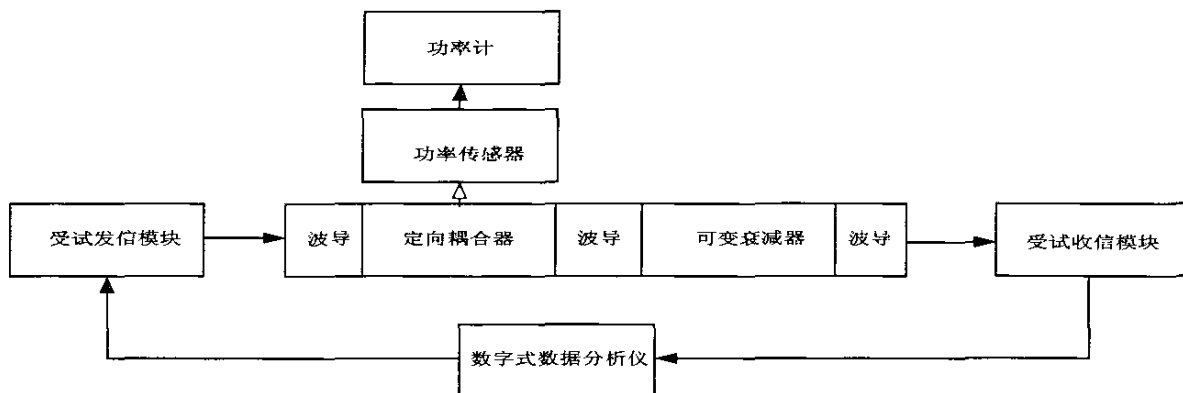 功率计
功率传感器
受试发信模块
波导
定向耦合器
波导
可变衰减器
波导
受试收信模块
数字式数据分析仪